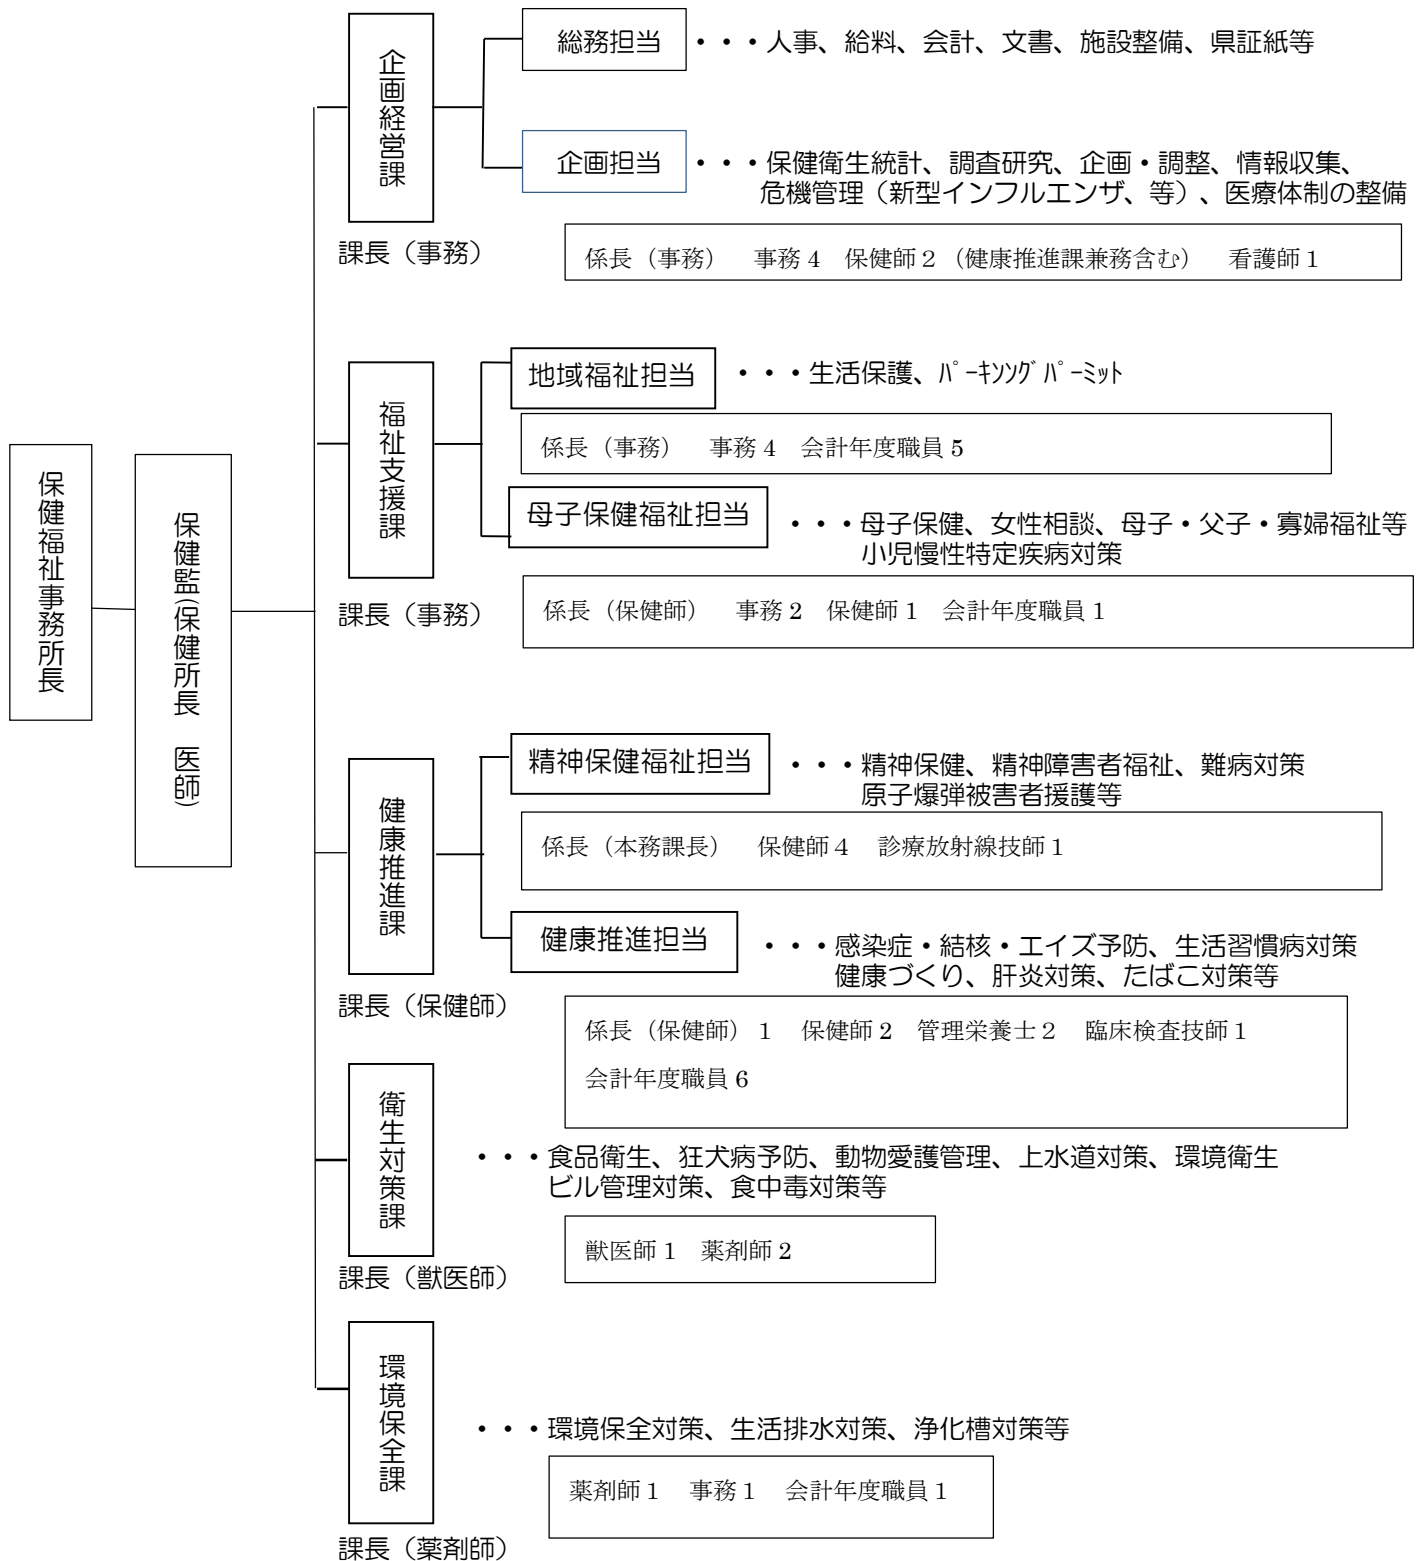 保健福祉事務所長
保健監（保健所長　医師）
企画経営課
課長（事務）
総務担当
・・・人事、給料、会計、文書、施設整備、県証紙等
企画担当
・・・保健衛生統計、調査研究、企画・調整、情報収集、
危機管理（新型インフルエンザ、等）、医療体制の整備
係長（事務）　事務４　保健師２（健康推進課兼務含む）　看護師１
福祉支援課
課長（事務）
地域福祉担当
・・・生活保護、ﾊﾟｰｷﾝｸﾞﾊﾟｰﾐｯﾄ
係長（事務）　事務４　会計年度職員５
母子保健福祉担当
・・・母子保健、女性相談、母子・父子・寡婦福祉等
小児慢性特定疾病対策
係長（保健師）　事務２　保健師１　会計年度職員１
健康推進課
課長（保健師）
精神保健福祉担当
・・・精神保健、精神障害者福祉、難病対策
原子爆弾被害者援護等
係長（本務課長）　保健師４　診療放射線技師１
健康推進担当
・・・感染症・結核・エイズ予防、生活習慣病対策
健康づくり、肝炎対策、たばこ対策等
係長（保健師）１　保健師２　管理栄養士２　臨床検査技師１
会計年度職員６
衛生対策課
課長（獣医師）
・・・食品衛生、狂犬病予防、動物愛護管理、上水道対策、環境衛生
ビル管理対策、食中毒対策等
獣医師１　薬剤師２
環境保全課
課長（薬剤師）
・・・環境保全対策、生活排水対策、浄化槽対策等
薬剤師１　事務１　会計年度職員１